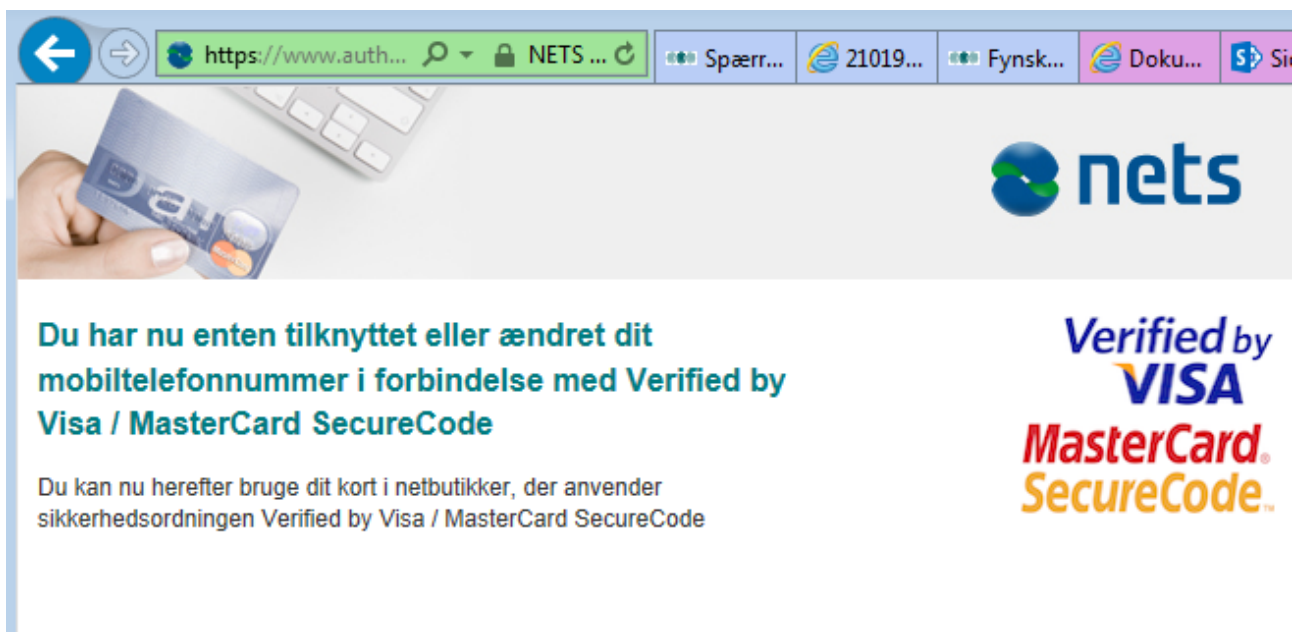 https://www.auth... NETS ... Spærr... 21019... Fynsk... Doku... Sid
nets
Du har nu enten tilknyttet eller ændret dit
mobiltelefonnummer i forbindelse med Verified by
Visa / MasterCard SecureCode
Du kan nu herefter bruge dit kort i netbutikker, der anvender
sikkerhedsordningen Verified by Visa / MasterCard SecureCode
Verified by
VISA
MasterCard®
SecureCode™